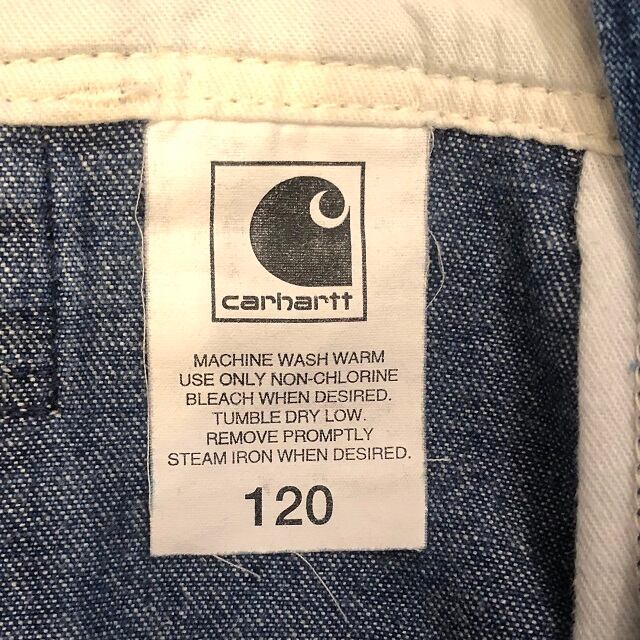 carhartt
MACHINE WASH WARM
USE ONLY NON-CHLORINE
BLEACH WHEN DESIRED.
TUMBLE DRY LOW.
REMOVE PROMPTLY
STEAM IRON WHEN DESIRED.
120